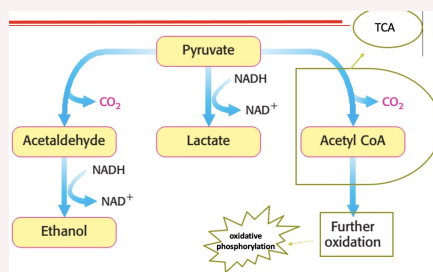 TCA
Pyruvate
NADH
CO₂
NAD⁺
CO₂
Acetaldehyde
Lactate
Acetyl CoA
NADH
NAD⁺
Ethanol
oxidative
phosphorylation
Further
oxidation